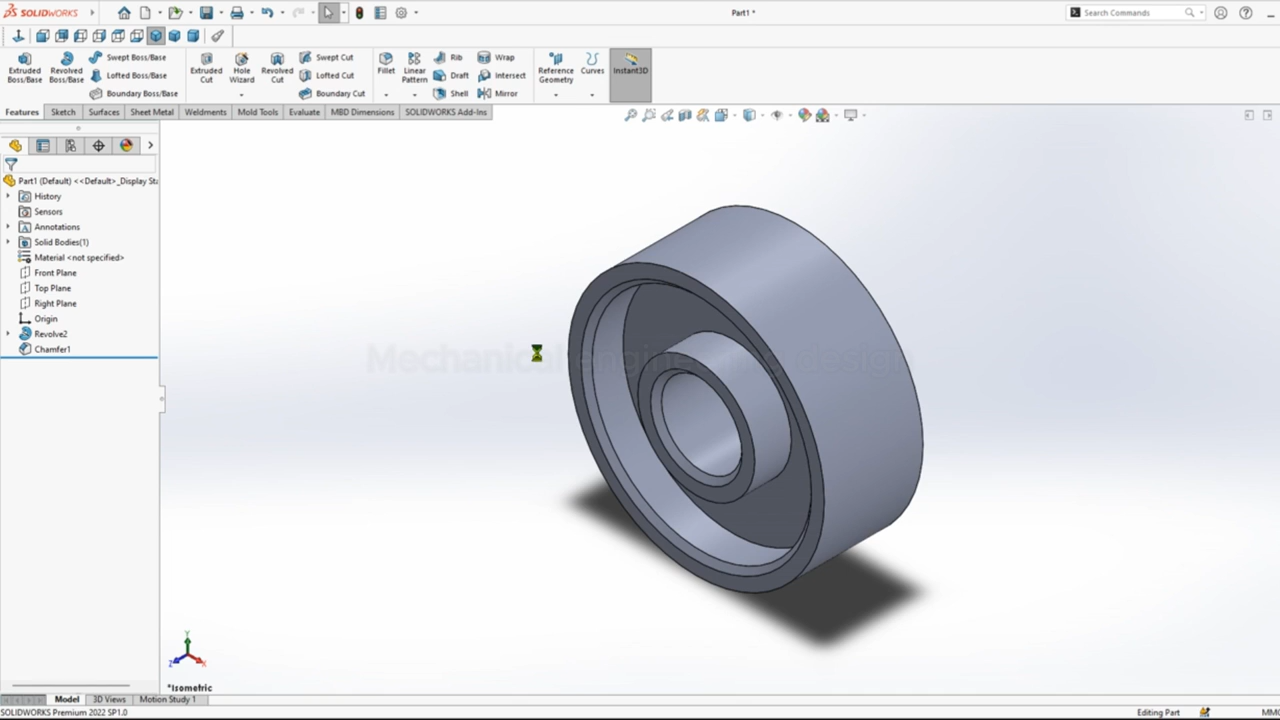 SOLIDWORKS
Part1 *
Search Commands
Extruded Boss/Base
Revolved Boss/Base
Swept Boss/Base
Lofted Boss/Base
Boundary Boss/Base
Extruded Cut
Hole Wizard
Revolved Cut
Swept Cut
Lofted Cut
Boundary Cut
Fillet
Linear Pattern
Rib
Draft
Shell
Wrap
Intersect
Mirror
Reference Geometry
Curves
Instant3D
Features Sketch Surfaces Sheet Metal Weldments Mold Tools Evaluate MBD Dimensions SOLIDWORKS Add-Ins
Part1 (Default) <<Default>_Display Sta
History
Sensors
Annotations
Solid Bodies(1)
Material <not specified>
Front Plane
Top Plane
Right Plane
Origin
Revolve2
Chamfer1
Y
Z
X
*Isometric
Model 3D Views Motion Study 1
SOLIDWORKS Premium 2022 SP1.0
Editing Part